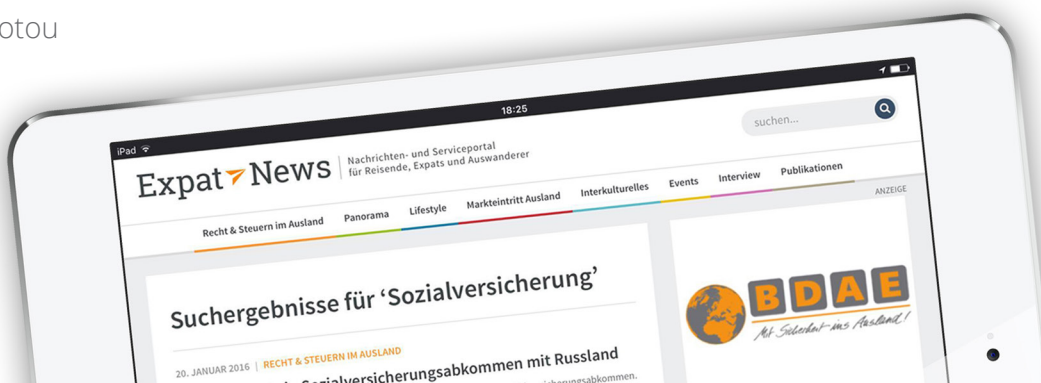 otou
iPad
18:25
Expat News
Nachrichten- und Serviceportal
für Reisende, Expats und Auswanderer
suchen...
Recht & Steuern im Ausland Panorama Lifestyle Markteintritt Ausland Interkulturelles Events Interview Publikationen
ANZEIGE
Suchergebnisse für ‘Sozialversicherung’
BDAE
Mit Sicherheit ins Ausland!
20. JANUAR 2016 | RECHT & STEUERN IM AUSLAND
Sozialversicherungsabkommen mit Russland